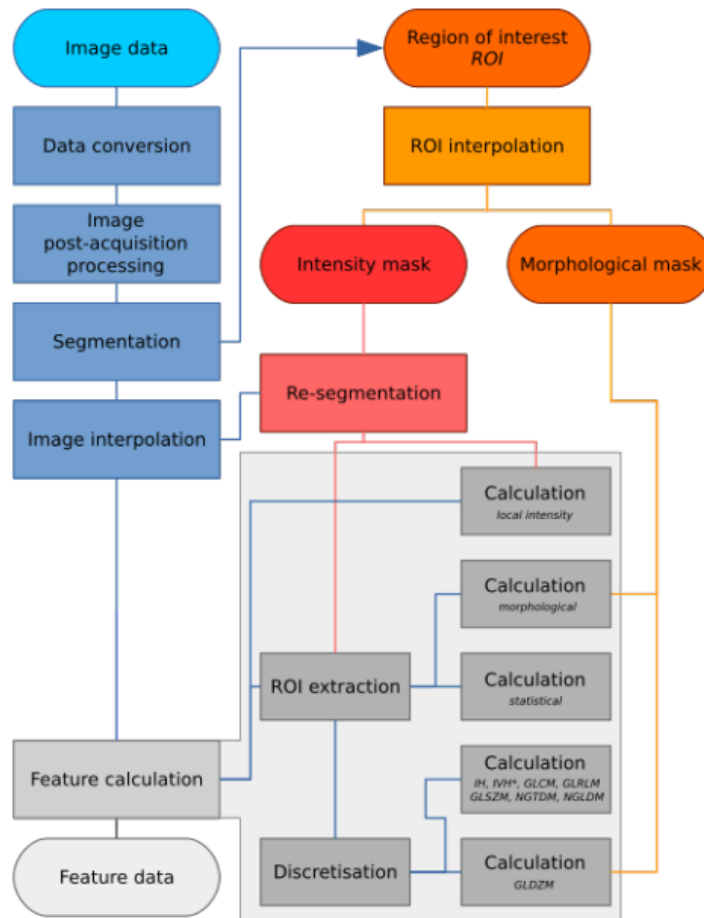 Image data
Region of interest
ROI
Data conversion
ROI interpolation
Image
post-acquisition
processing
Intensity mask
Morphological mask
Segmentation
Re-segmentation
Image interpolation
Calculation
local intensity
Calculation
morphological
ROI extraction
Calculation
statistical
Feature calculation
Calculation
IH, IVH*, GLCM, GLRLM
GLSZM, NGTDM, NGLDM
Feature data
Discretisation
Calculation
GLDZM